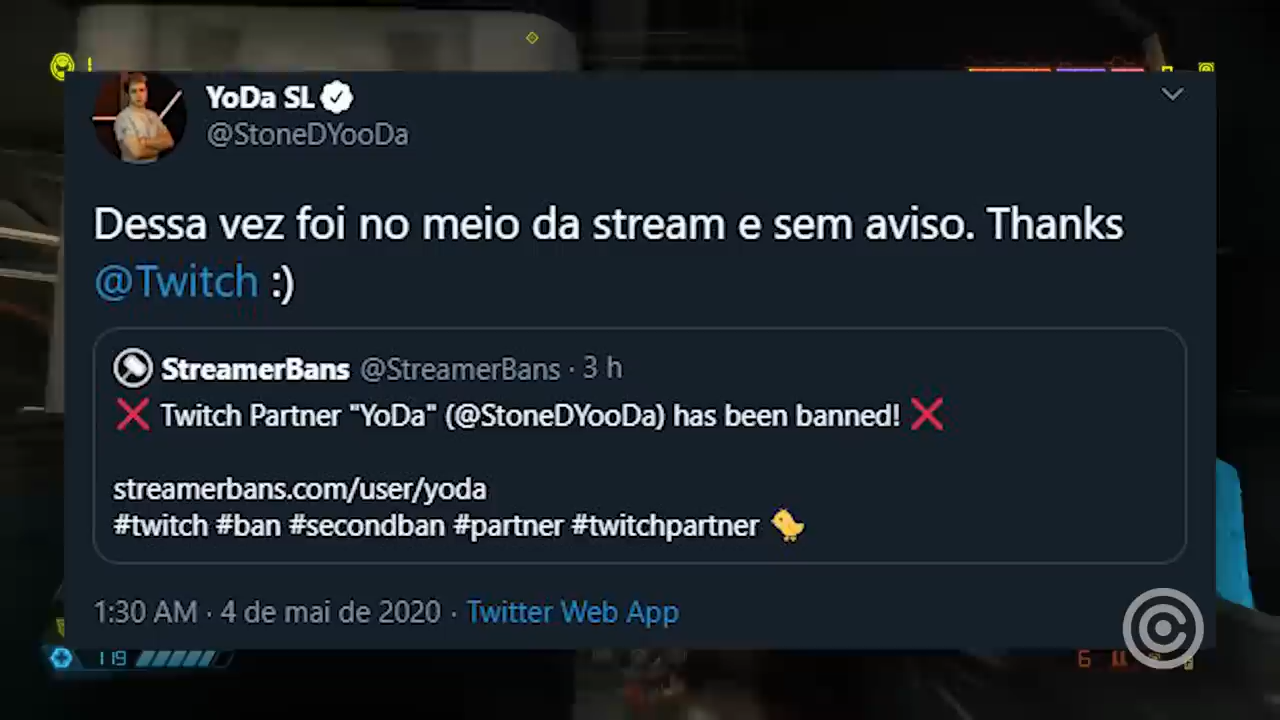 YoDa SL
@StoneDYooDa
Dessa vez foi no meio da stream e sem aviso. Thanks
@Twitch :)
StreamerBans @StreamerBans · 3 h
❌ Twitch Partner "YoDa" (@StoneDYooDa) has been banned! ❌
streamerbans.com/user/yoda
#twitch #ban #secondban #partner #twitchpartner 🐤
1:30 AM · 4 de mai de 2020 · Twitter Web App
119